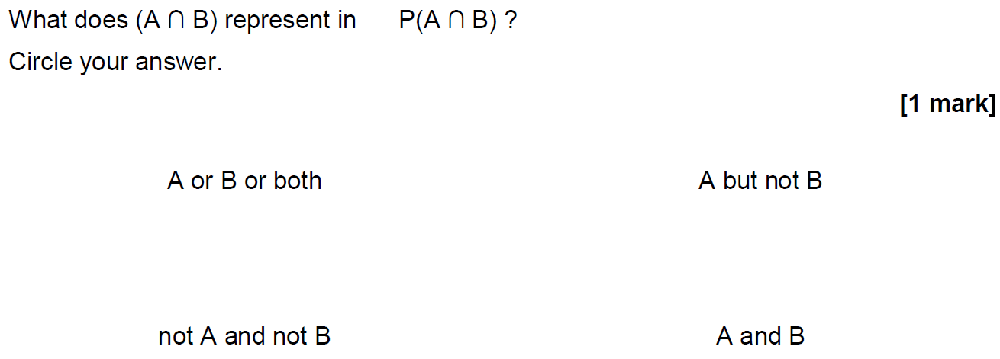 What does (A ∩ B) represent in P(A ∩ B) ?
Circle your answer.
[1 mark]
A or B or both
A but not B
not A and not B
A and B